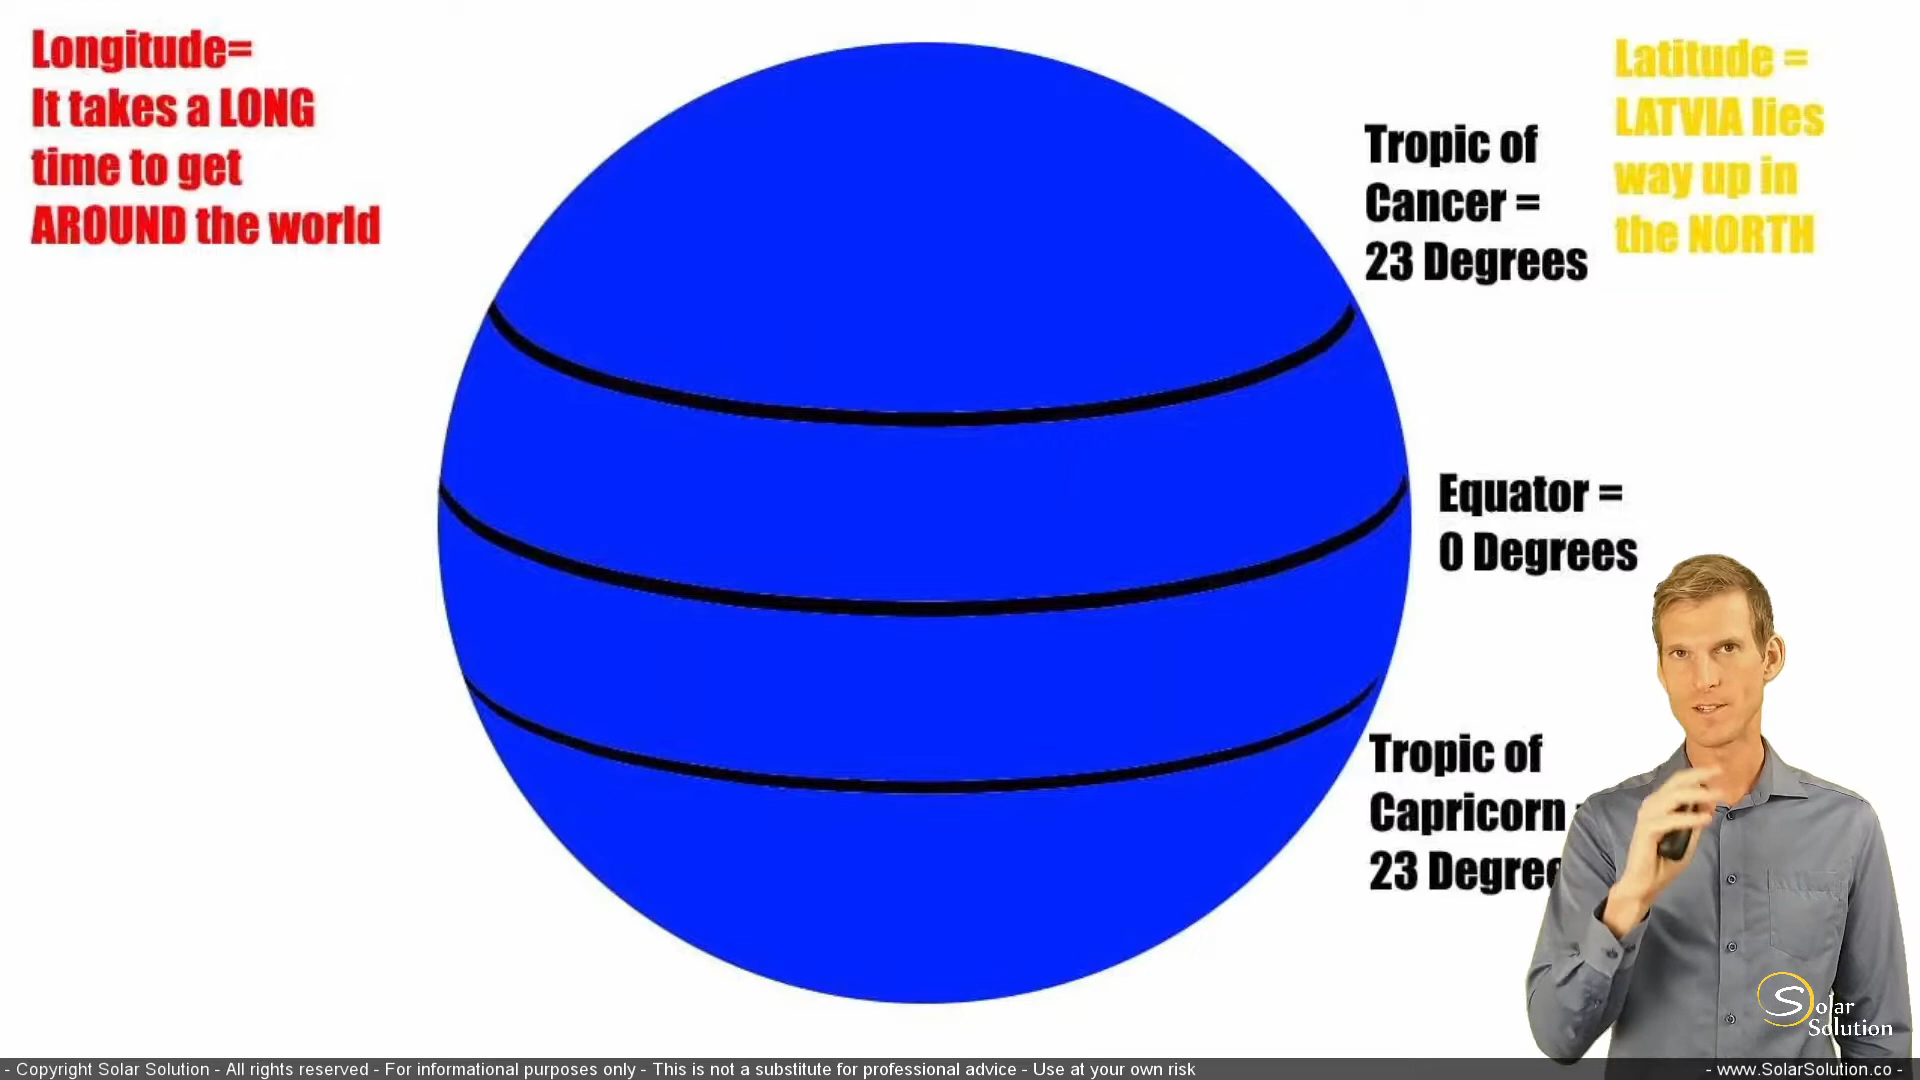 Longitude=
It takes a LONG
time to get
AROUND the world
Latitude =
LATVIA lies
way up in
the NORTH
Tropic of
Cancer =
23 Degrees
Equator =
0 Degrees
Tropic of
Capricorn
23
Solar
Solution
- Copyright Solar Solution - All rights reserved - For informational purposes only - This is not a substitute for professional advice - Use at your own risk
- www.SolarSolution.co -